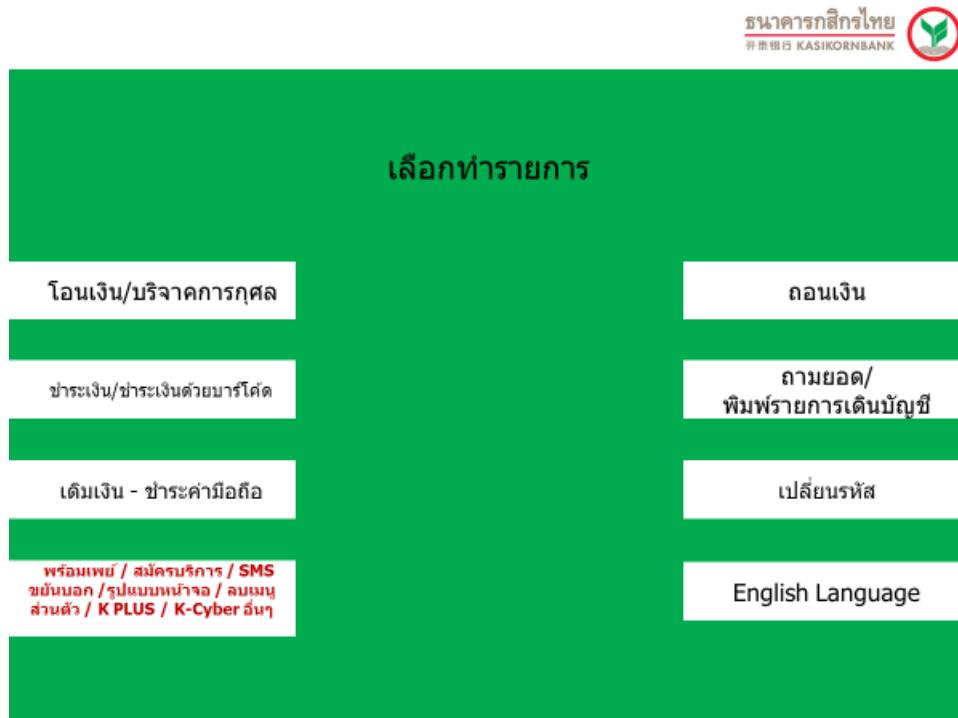 ธนาคารกสิกรไทย
开泰银行 KASIKORNBANK
เลือกทำรายการ
โอนเงิน/บริจาคการกุศล
ถอนเงิน
ชำระเงิน/ชำระเงินด้วยบาร์โค้ด
ถามยอด/
พิมพ์รายการเดินบัญชี
เติมเงิน - ชำระค่ามือถือ
เปลี่ยนรหัส
พร้อมเพย์ / สมัครบริการ / SMS
ขยันบอก /รูปแบบหน้าจอ / ลบเมนู
ส่วนตัว / K PLUS / K-Cyber อื่นๆ
English Language